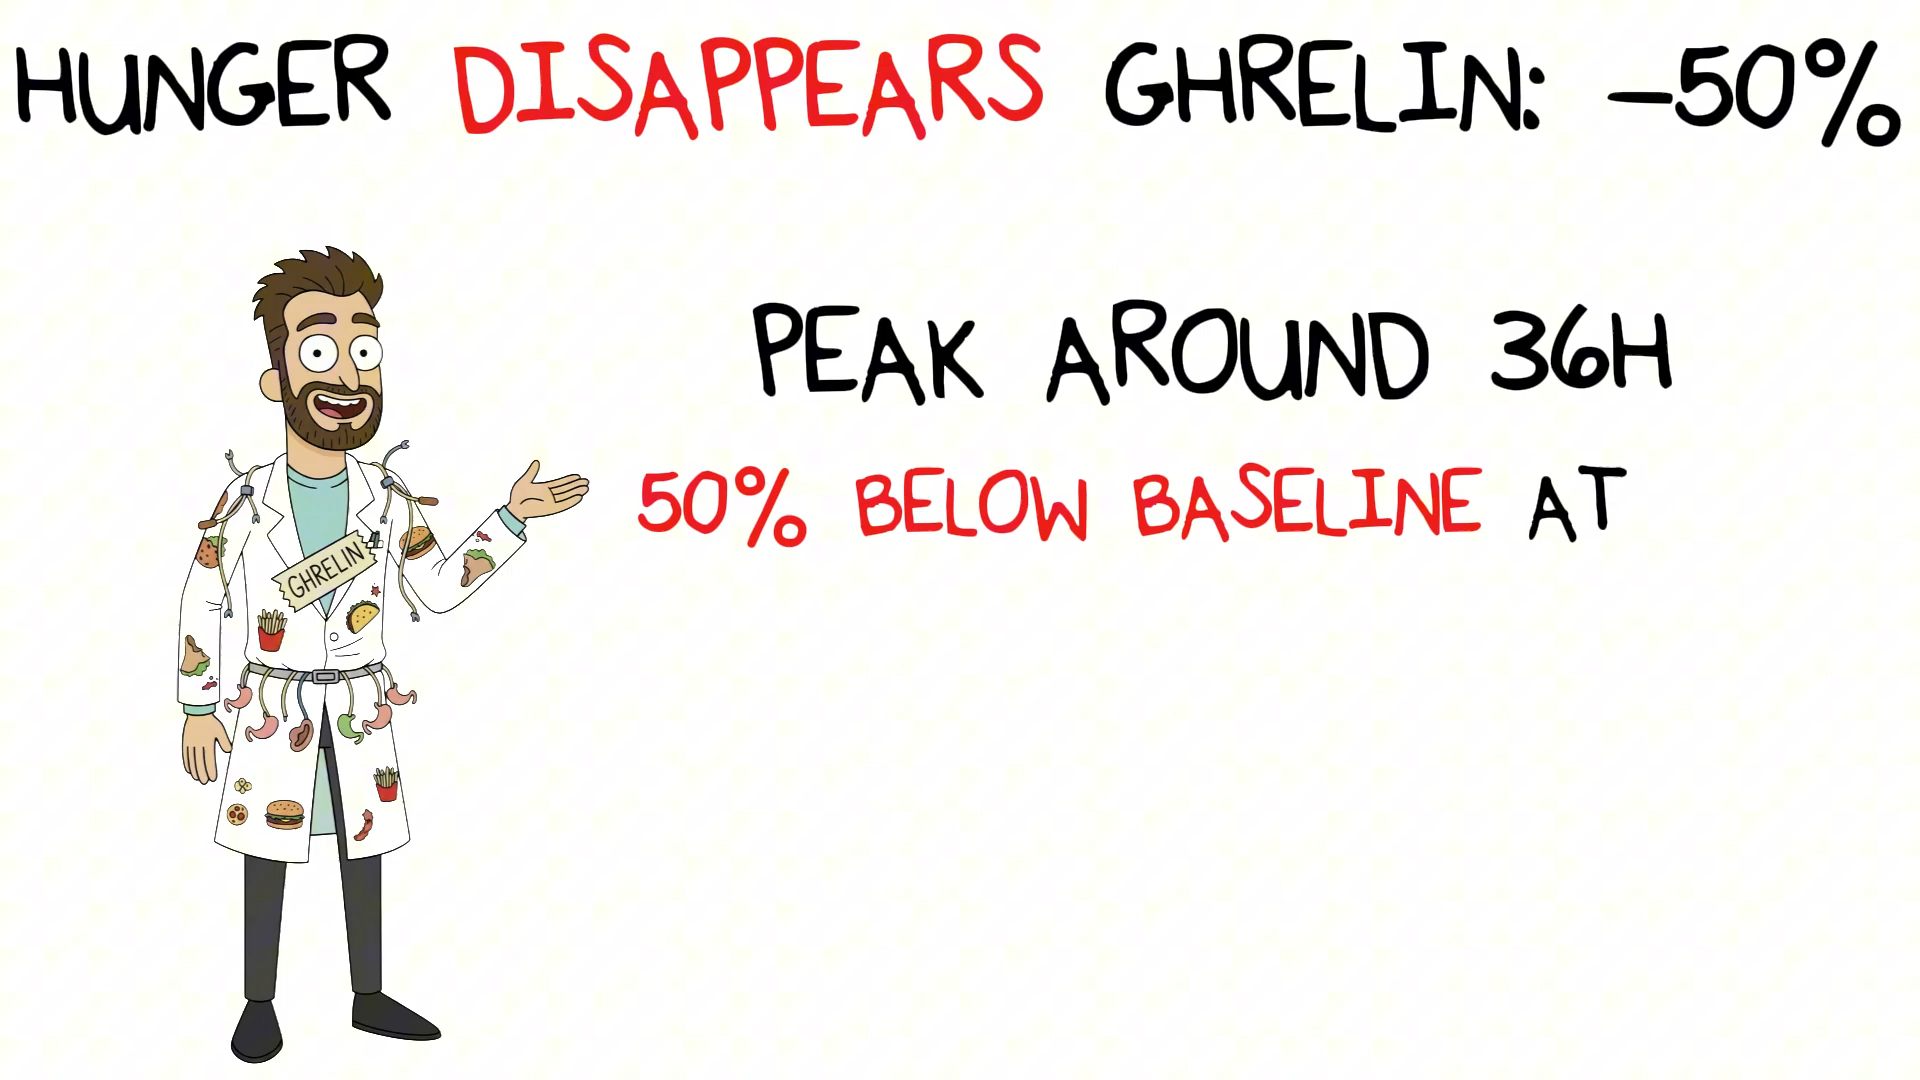 HUNGER DISAPPEARS GHRELIN: –50%
PEAK AROUND 36H
50% BELOW BASELINE AT
GHRELIN